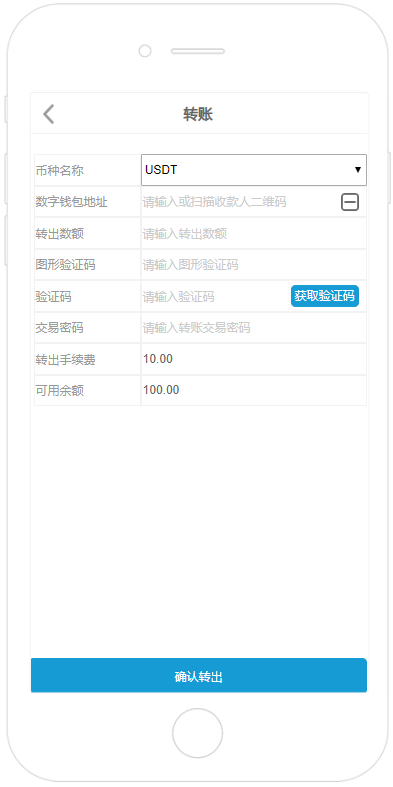 转账
币种名称 USDT
数字钱包地址 请输入或扫描收款人二维码
转出数额 请输入转出数额
图形验证码 请输入图形验证码
验证码 请输入验证码 获取验证码
交易密码 请输入转账交易密码
转出手续费 10.00
可用余额 100.00
确认转出